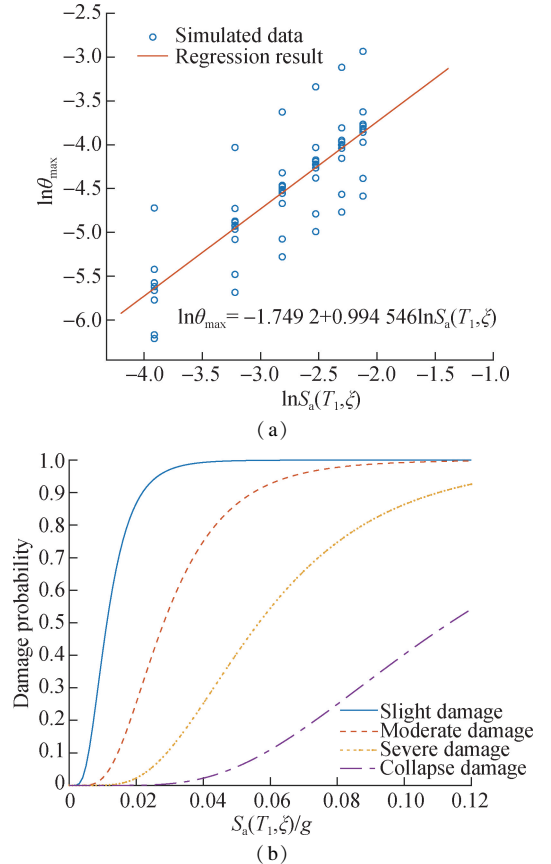 −2.5
Simulated data
−3.0
Regression result
−3.5
−4.0
lnθmax
−4.5
−5.0
−5.5
−6.0
lnθmax= −1.749 2+0.994 546lnSa(T1,ξ)
−4.0 −3.5 −3.0 −2.5 −2.0 −1.5 −1.0
lnSa(T1,ξ)
(a)
1.0
0.9
0.8
0.7
0.6
Damage probability
0.5
0.4
0.3
0.2
0.1
0
Slight damage
Moderate damage
Severe damage
Collapse damage
0 0.02 0.04 0.06 0.08 0.10 0.12
Sa(T1,ξ)/g
(b)